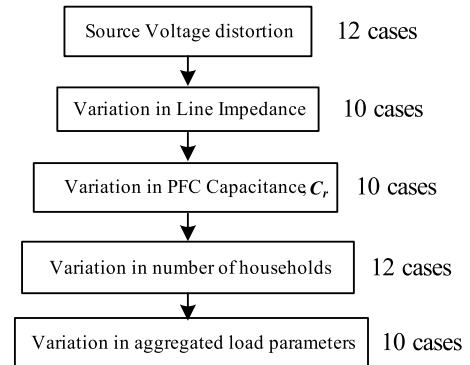 Source Voltage distortion 12 cases
Variation in Line Impedance 10 cases
Variation in PFC Capacitance, Cr 10 cases
Variation in number of households 12 cases
Variation in aggregated load parameters 10 cases